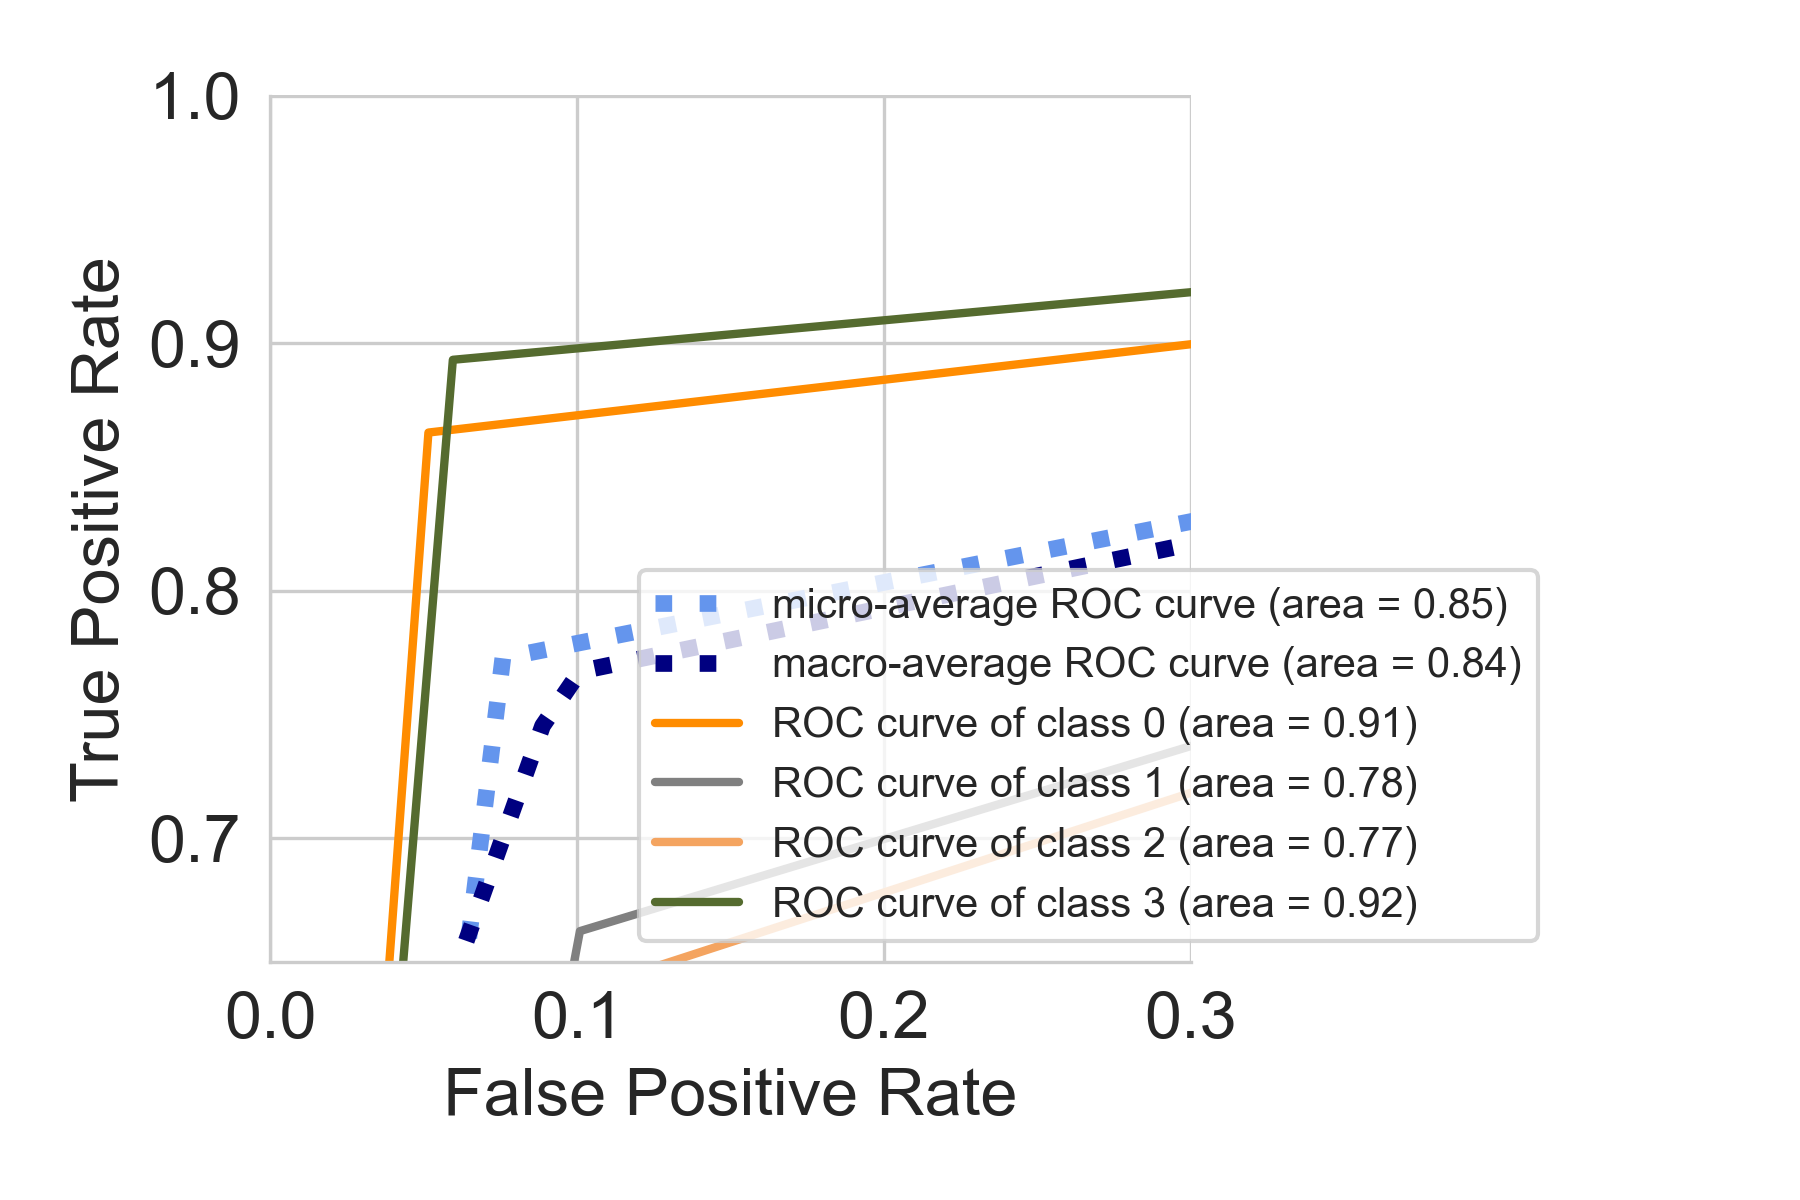 1.0
0.9
0.8
0.7
True Positive Rate
micro-average ROC curve (area = 0.85)
macro-average ROC curve (area = 0.84)
ROC curve of class 0 (area = 0.91)
ROC curve of class 1 (area = 0.78)
ROC curve of class 2 (area = 0.77)
ROC curve of class 3 (area = 0.92)
0.0 0.1 0.2 0.3
False Positive Rate